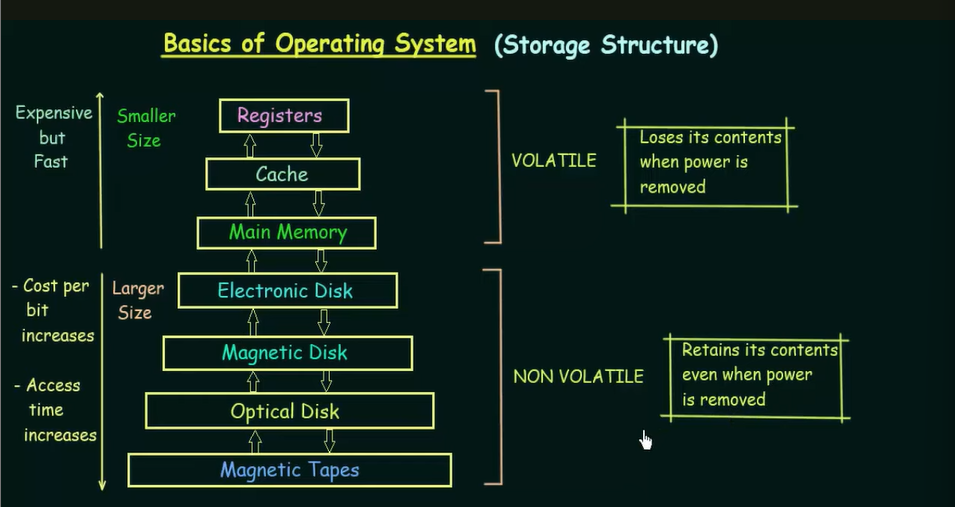 Basics of Operating System (Storage Structure)
Expensive
but
Fast
Smaller
Size
Registers
Cache
Main Memory
VOLATILE
Loses its contents
when power is
removed
- Cost per
bit
increases
- Access
time
increases
Larger
Size
Electronic Disk
Magnetic Disk
Optical Disk
Magnetic Tapes
NON VOLATILE
Retains its contents
even when power
is removed